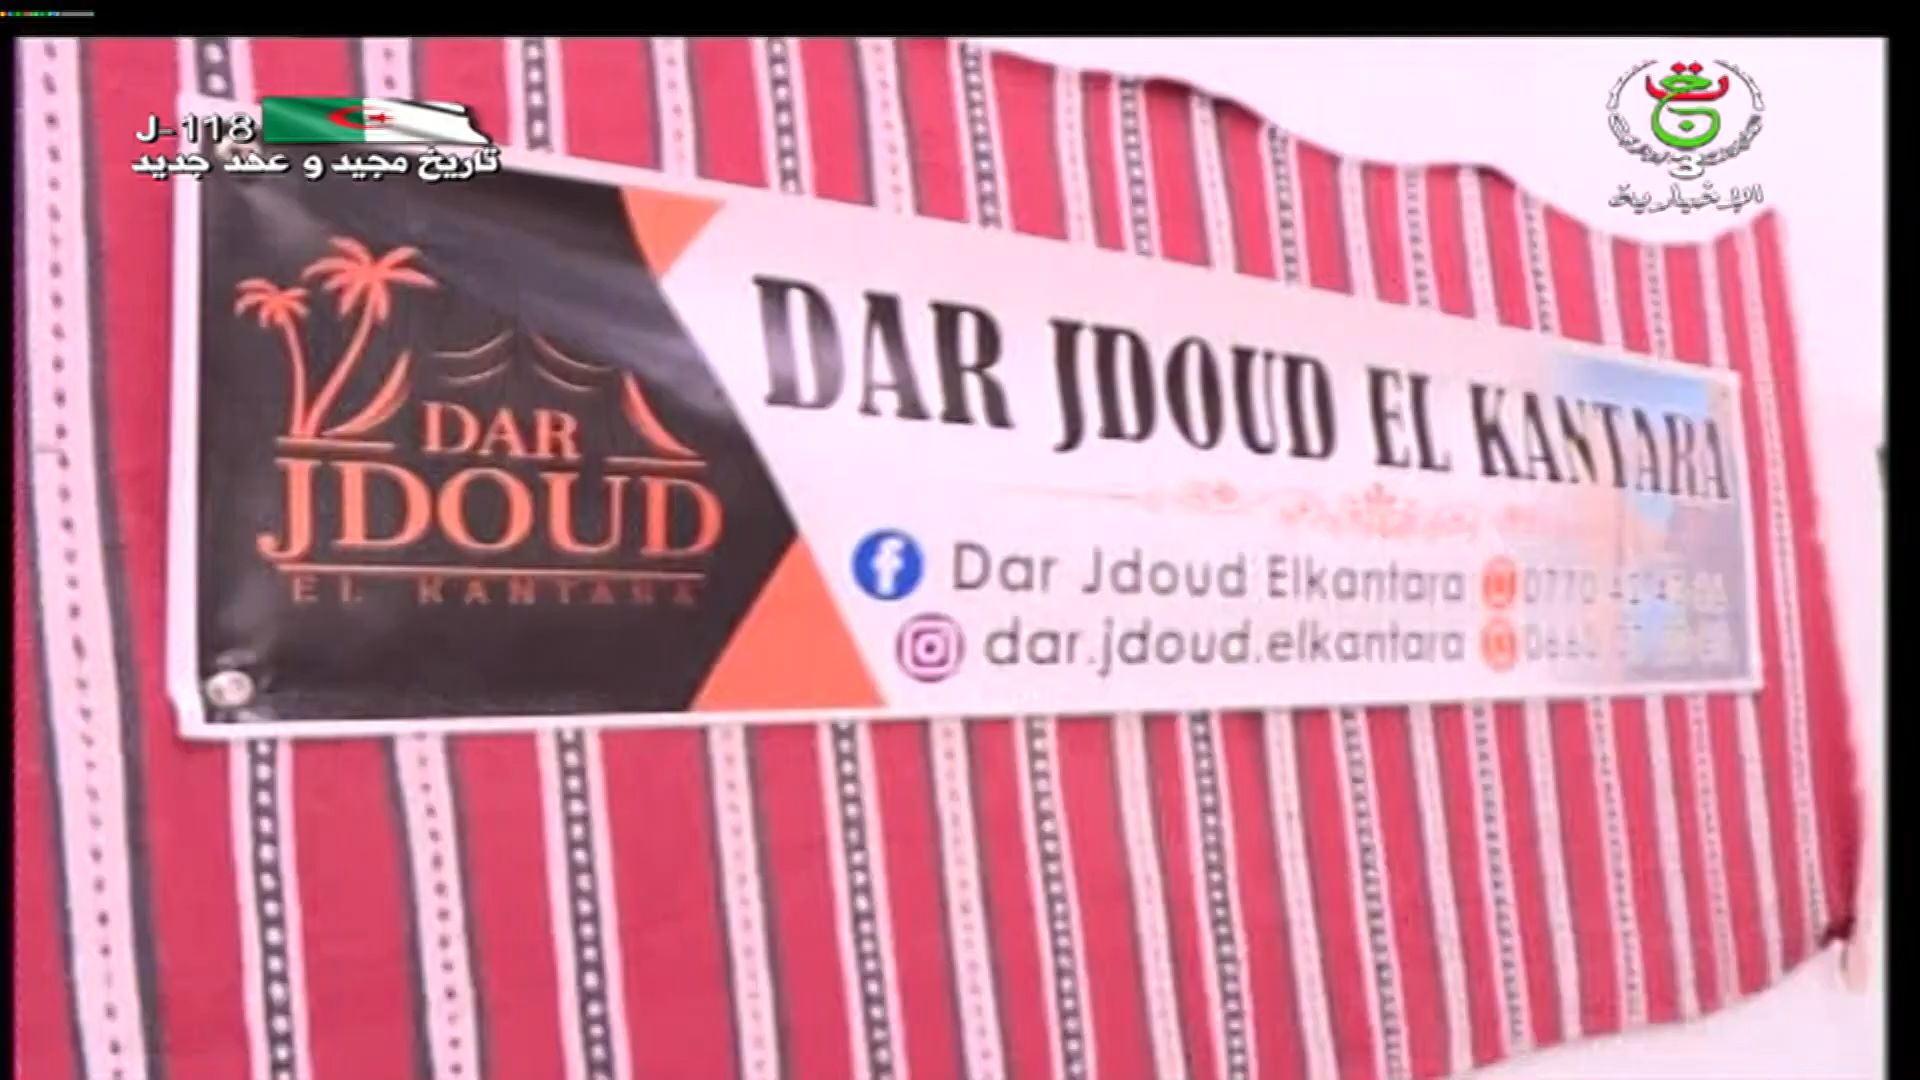 J-118
تاريخ مجيد و عهد جديد
الإخبارية
DAR
JDOUD
EL KANTARA
DAR JDOUD EL KANTARA
Dar Jdoud Elkantara
dar.jdoud.elkantara